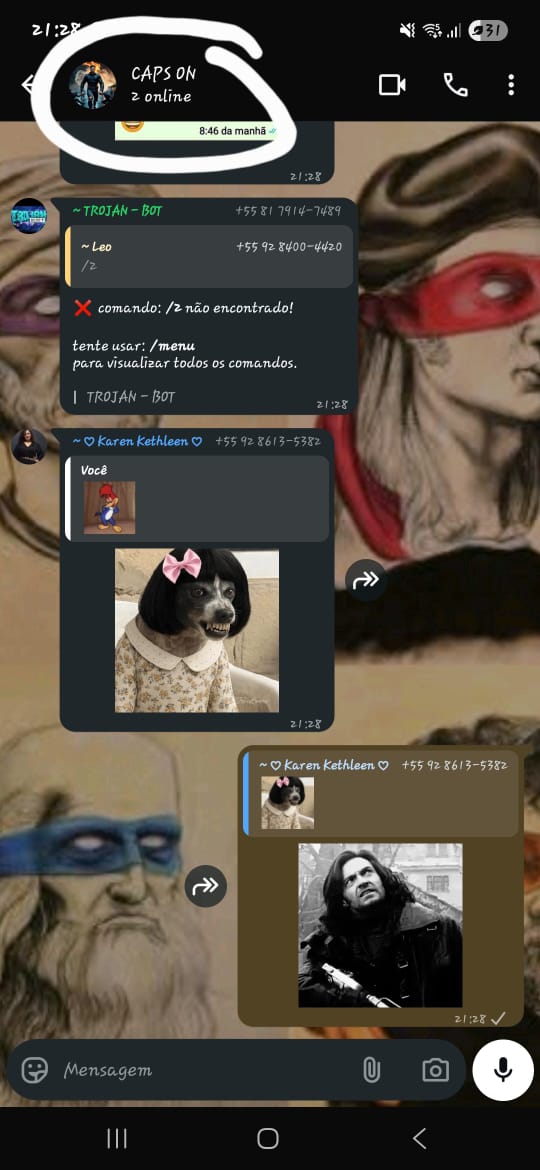 21:28
31
CAPS ON
2 online
8:46 da manhã
21:28
~ TROJAN - BOT +55 81 7914-7489
~ Leo +55 92 8400-4420
/2
❌ comando: /2 não encontrado!
tente usar: /menu
para visualizar todos os comandos.
| TROJAN - BOT
21:28
~ ♡ Karen Kethleen ♡ +55 92 8613-5382
Você
21:28
~ ♡ Karen Kethleen ♡ +55 92 8613-5382
21:28
Mensagem